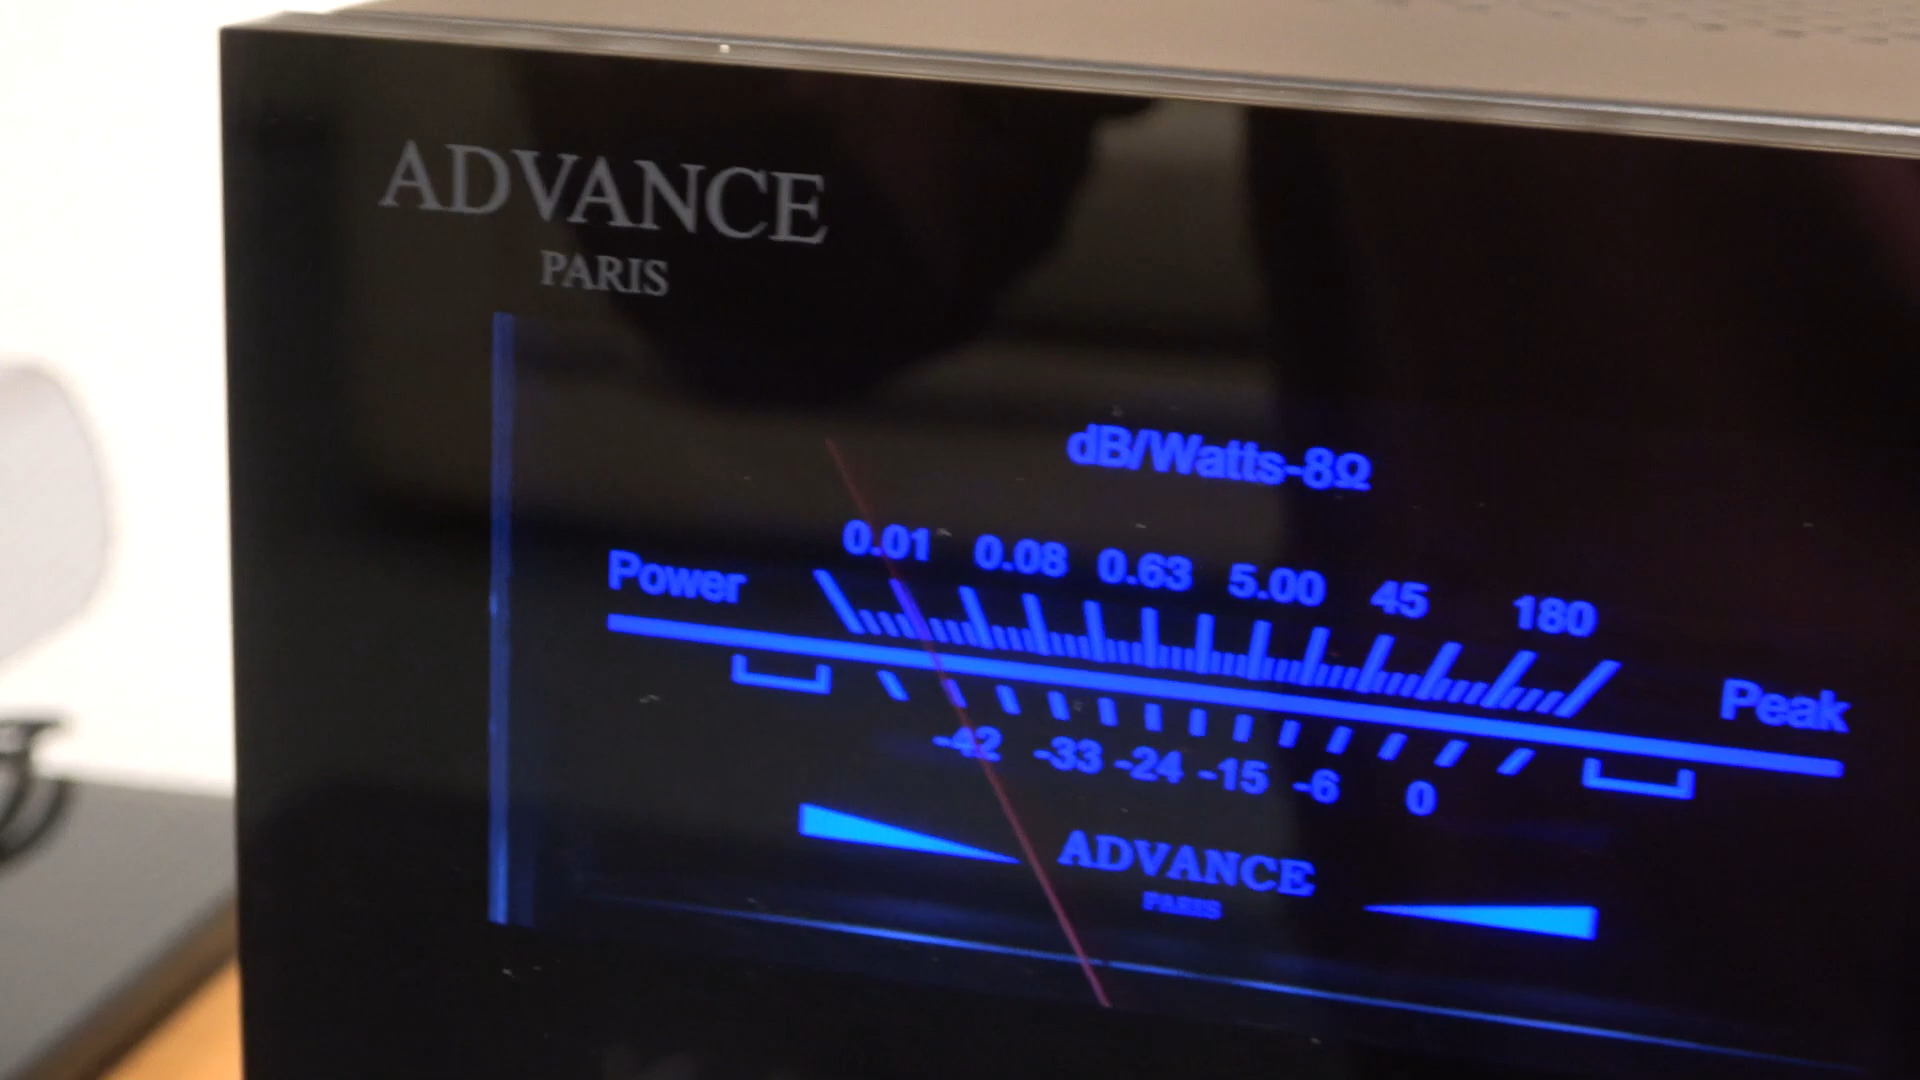 ADVANCE
PARIS
dB/Watts-8Ω
Power 0.01 0.08 0.63 5.00 45 180 Peak
-42 -33 -24 -15 -6 0
ADVANCE
PARIS